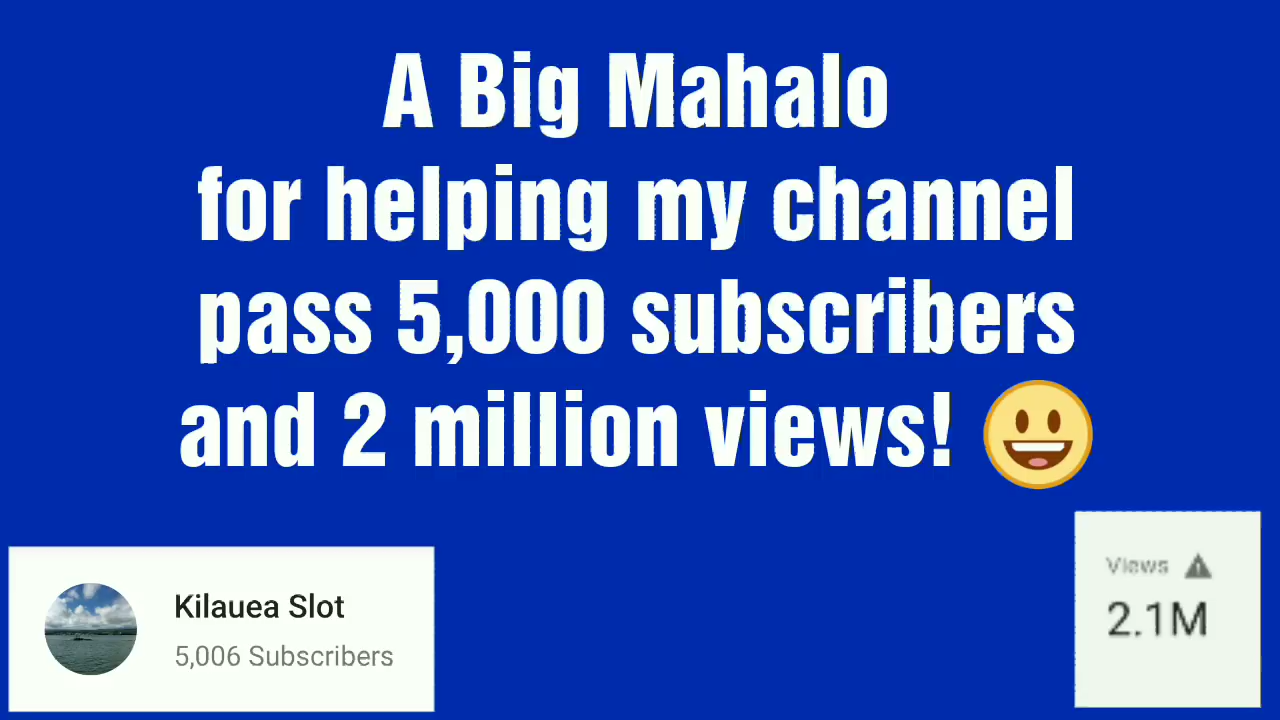 A Big Mahalo
for helping my channel
pass 5,000 subscribers
and 2 million views! 😃
Kilauea Slot
5,006 Subscribers
Views
2.1M